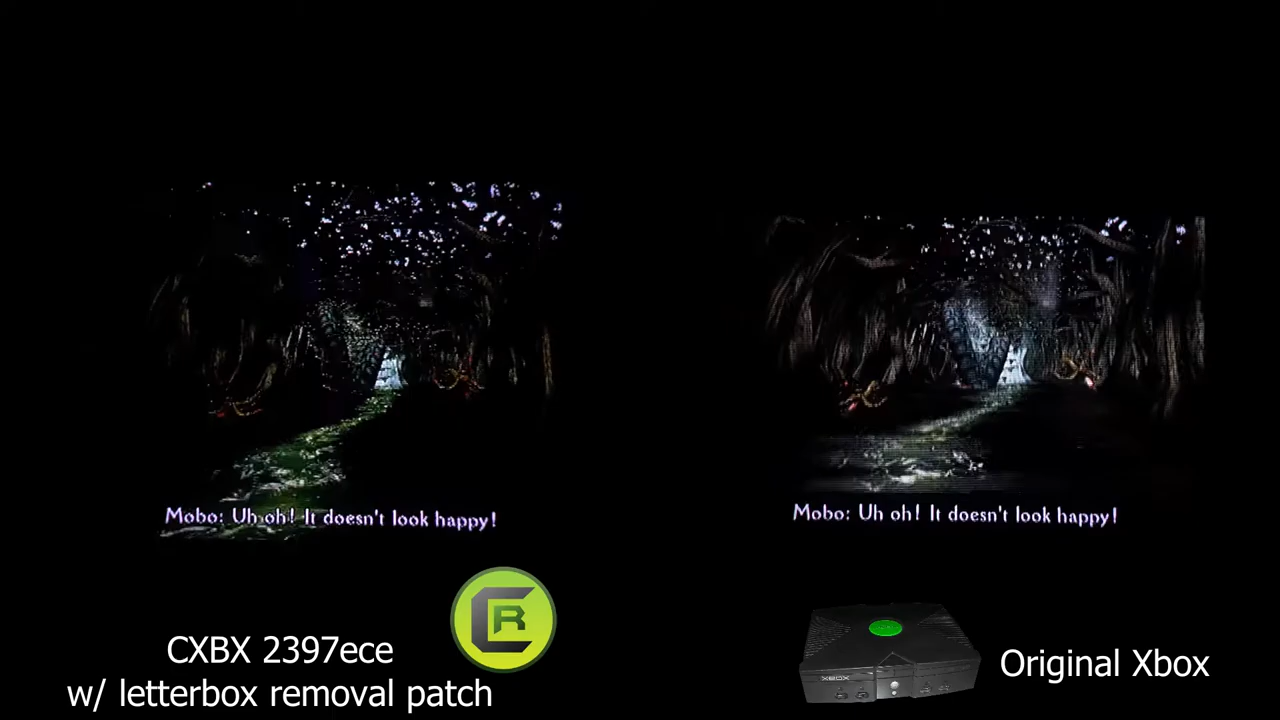 Mobo: Uh oh! It doesn't look happy!
Mobo: Uh oh! It doesn't look happy!
CXBX 2397ece
w/ letterbox removal patch
R
XBOX
Original Xbox